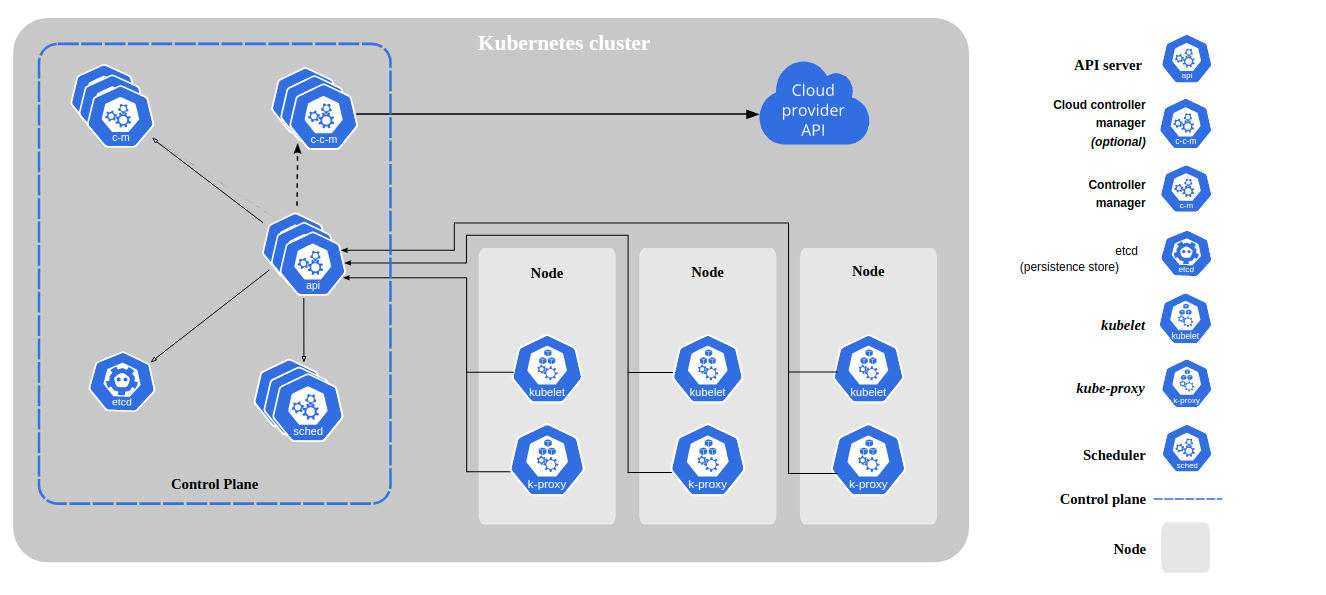 Kubernetes cluster
c-m
c-c-m
Cloud
provider
API
api
Node
Node
Node
etcd
sched
kubelet
kubelet
kubelet
k-proxy
k-proxy
k-proxy
Control Plane
API server
api
Cloud controller
manager
(optional)
c-c-m
Controller
manager
c-m
etcd
(persistence store)
etcd
kubelet
kubelet
kube-proxy
k-proxy
Scheduler
sched
Control plane
Node